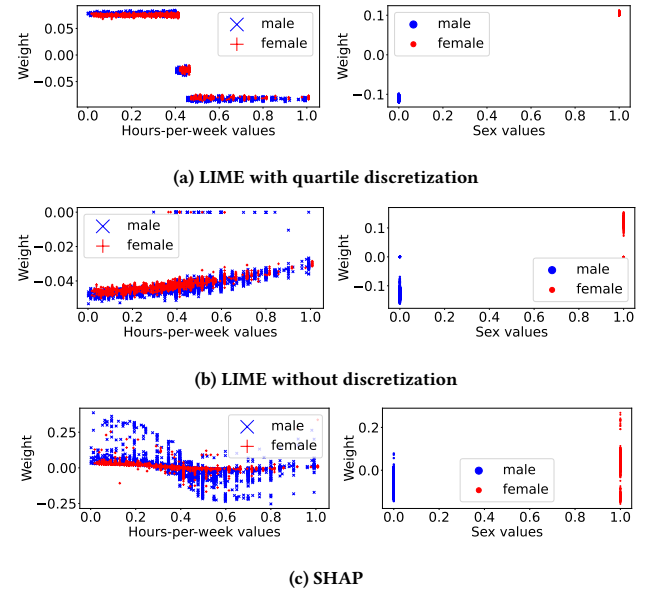 0.05
0.00
−0.05
Weight
male
female
0.0 0.2 0.4 0.6 0.8 1.0
Hours-per-week values
0.1
0.0
−0.1
Weight
male
female
0.0 0.2 0.4 0.6 0.8 1.0
Sex values
(a) LIME with quartile discretization
0.00
−0.02
−0.04
Weight
male
female
0.0 0.2 0.4 0.6 0.8 1.0
Hours-per-week values
0.1
0.0
−0.1
Weight
male
female
0.0 0.2 0.4 0.6 0.8 1.0
Sex values
(b) LIME without discretization
0.25
0.00
−0.25
Weight
male
female
0.0 0.2 0.4 0.6 0.8 1.0
Hours-per-week values
0.2
0.0
Weight
male
female
0.0 0.2 0.4 0.6 0.8 1.0
Sex values
(c) SHAP